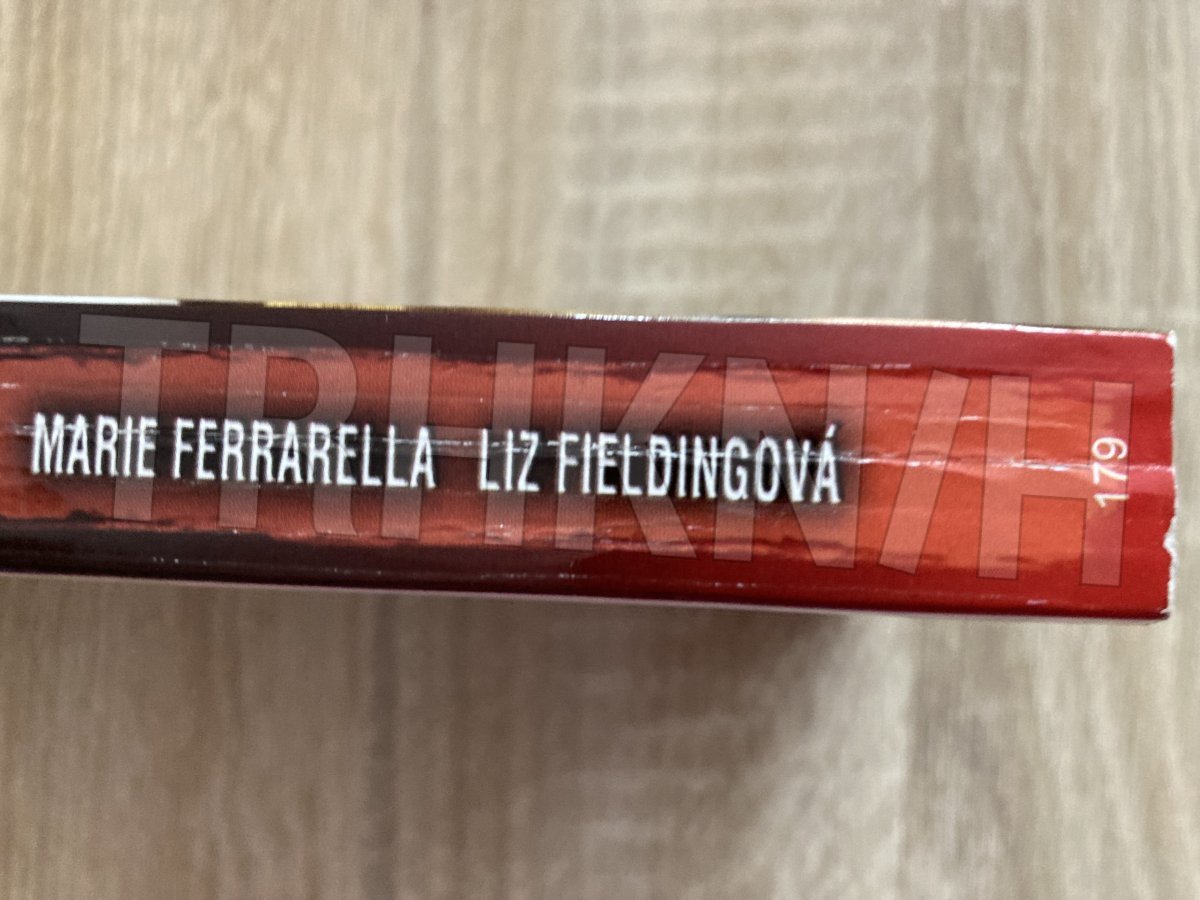 MARIE FERRARELLA LIZ FIELDINGOVÁ
179
TRHKNIH